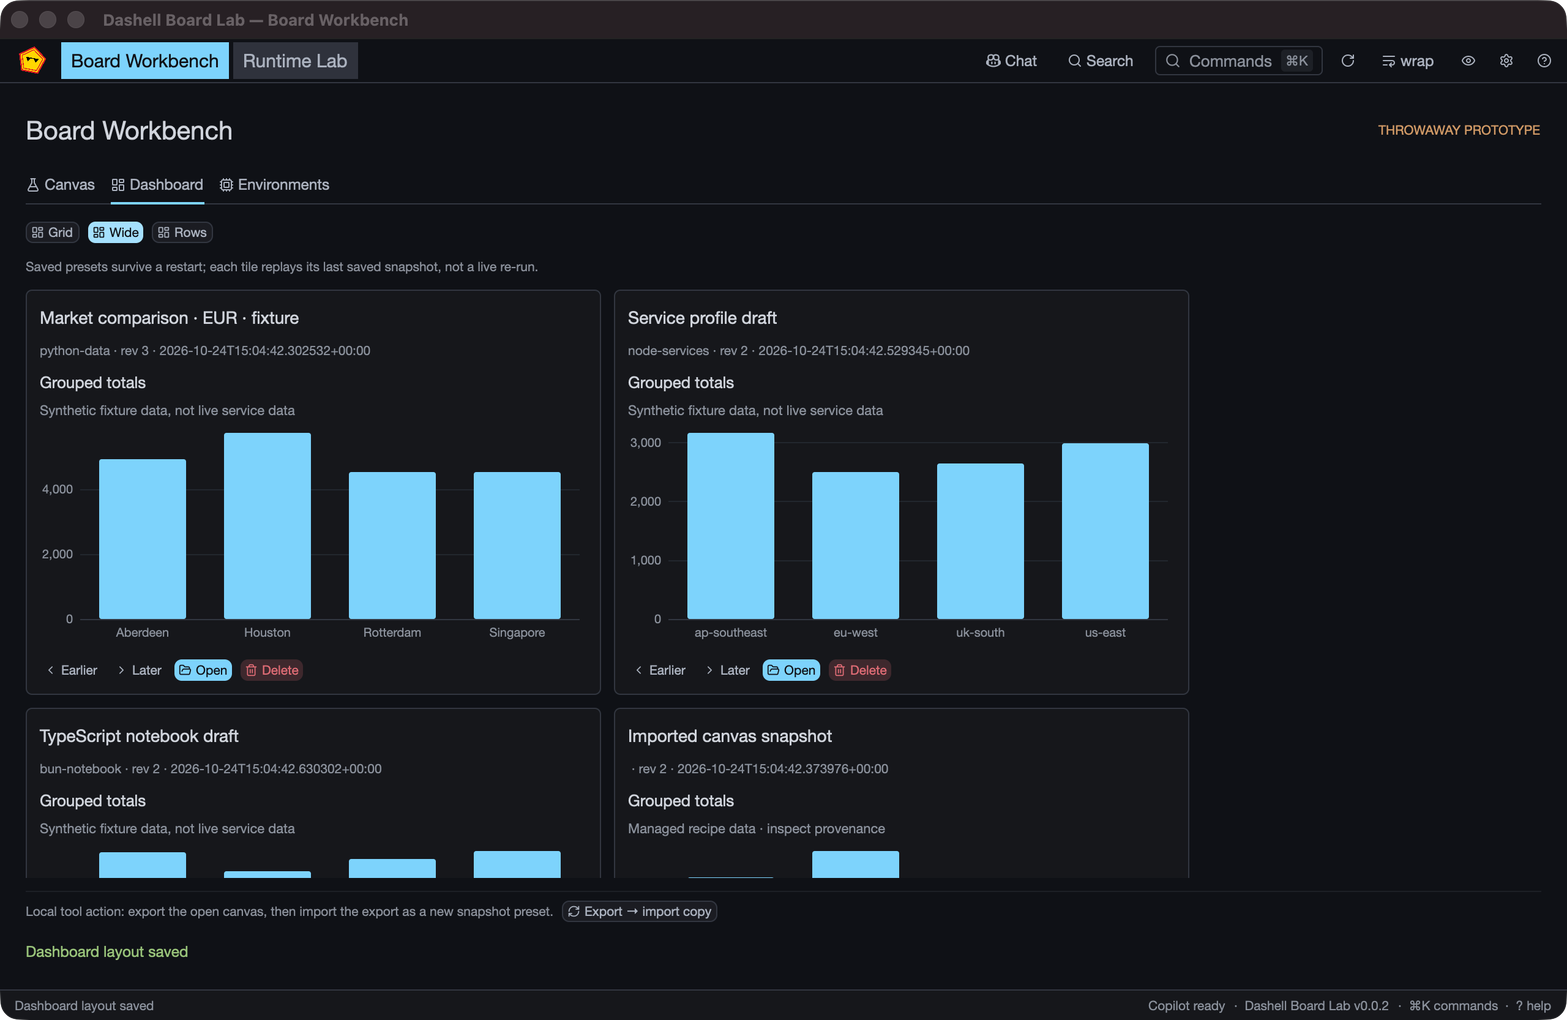 Dashell Board Lab — Board Workbench
Board Workbench Runtime Lab Chat Search Commands ⌘K wrap
Board Workbench
THROWAWAY PROTOTYPE
Canvas Dashboard Environments
Grid Wide Rows
Saved presets survive a restart; each tile replays its last saved snapshot, not a live re-run.
Market comparison · EUR · fixture
python-data · rev 3 · 2026-10-24T15:04:42.302532+00:00
Grouped totals
Synthetic fixture data, not live service data
4,000
2,000
0
Aberdeen Houston Rotterdam Singapore
Earlier Later Open Delete
Service profile draft
node-services · rev 2 · 2026-10-24T15:04:42.529345+00:00
Grouped totals
Synthetic fixture data, not live service data
3,000
2,000
1,000
0
ap-southeast eu-west uk-south us-east
Earlier Later Open Delete
TypeScript notebook draft
bun-notebook · rev 2 · 2026-10-24T15:04:42.630302+00:00
Grouped totals
Synthetic fixture data, not live service data
Imported canvas snapshot
· rev 2 · 2026-10-24T15:04:42.373976+00:00
Grouped totals
Managed recipe data · inspect provenance
Local tool action: export the open canvas, then import the export as a new snapshot preset. Export → import copy
Dashboard layout saved
Dashboard layout saved
Copilot ready · Dashell Board Lab v0.0.2 · ⌘K commands · ? help